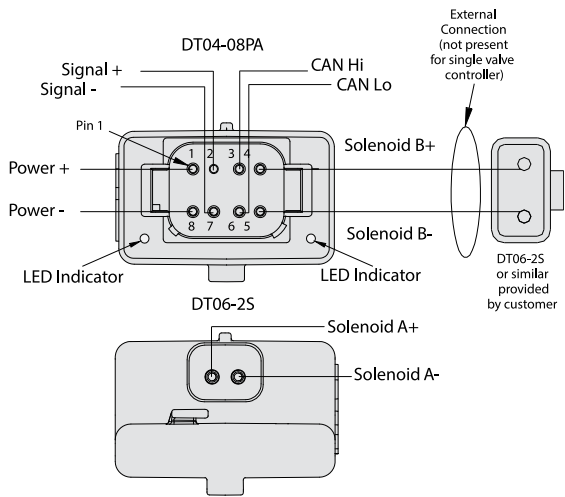 External
Connection
(not present
for single valve
controller)
DT04-08PA
Signal +
Signal -
CAN Hi
CAN Lo
Pin 1
1 2 3 4
Solenoid B+
Power +
Power -
8 7 6 5
Solenoid B-
LED Indicator
LED Indicator
DT06-2S
or similar
provided
by customer
DT06-2S
Solenoid A+
Solenoid A-